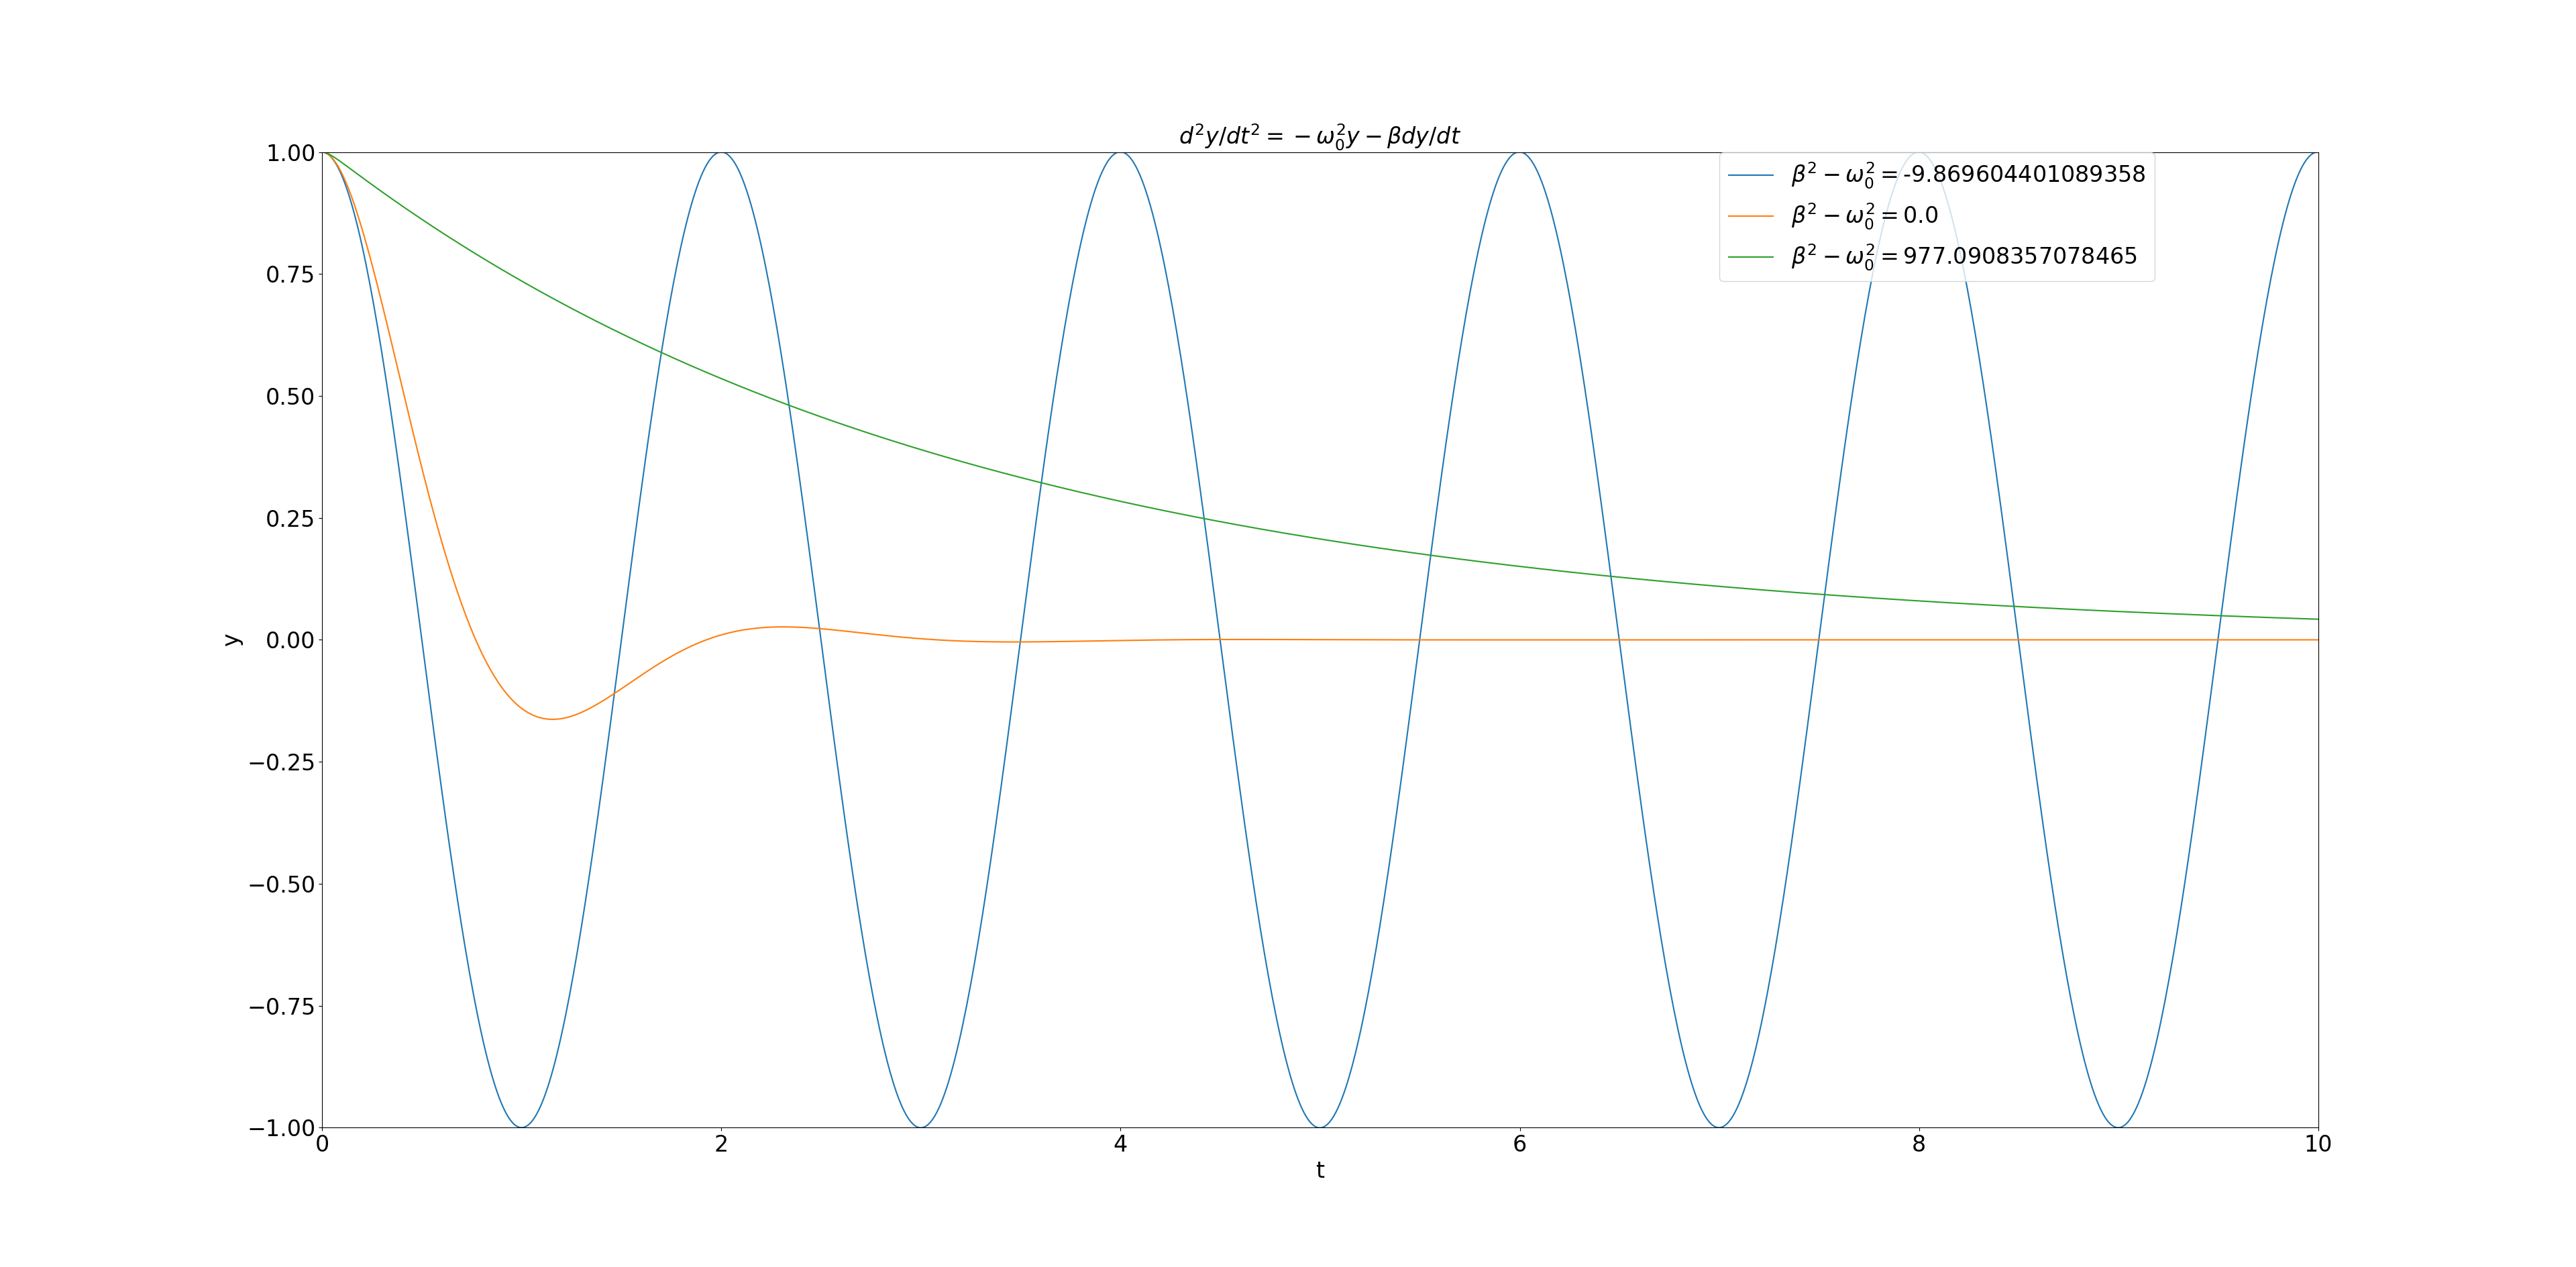 d²y/dt² = − ω₀²y − βdy/dt
β² − ω₀² = -9.869604401089358
β² − ω₀² = 0.0
β² − ω₀² = 977.0908357078465
1.00
0.75
0.50
0.25
0.00
−0.25
−0.50
−0.75
−1.00
y
0 2 4 6 8 10
t